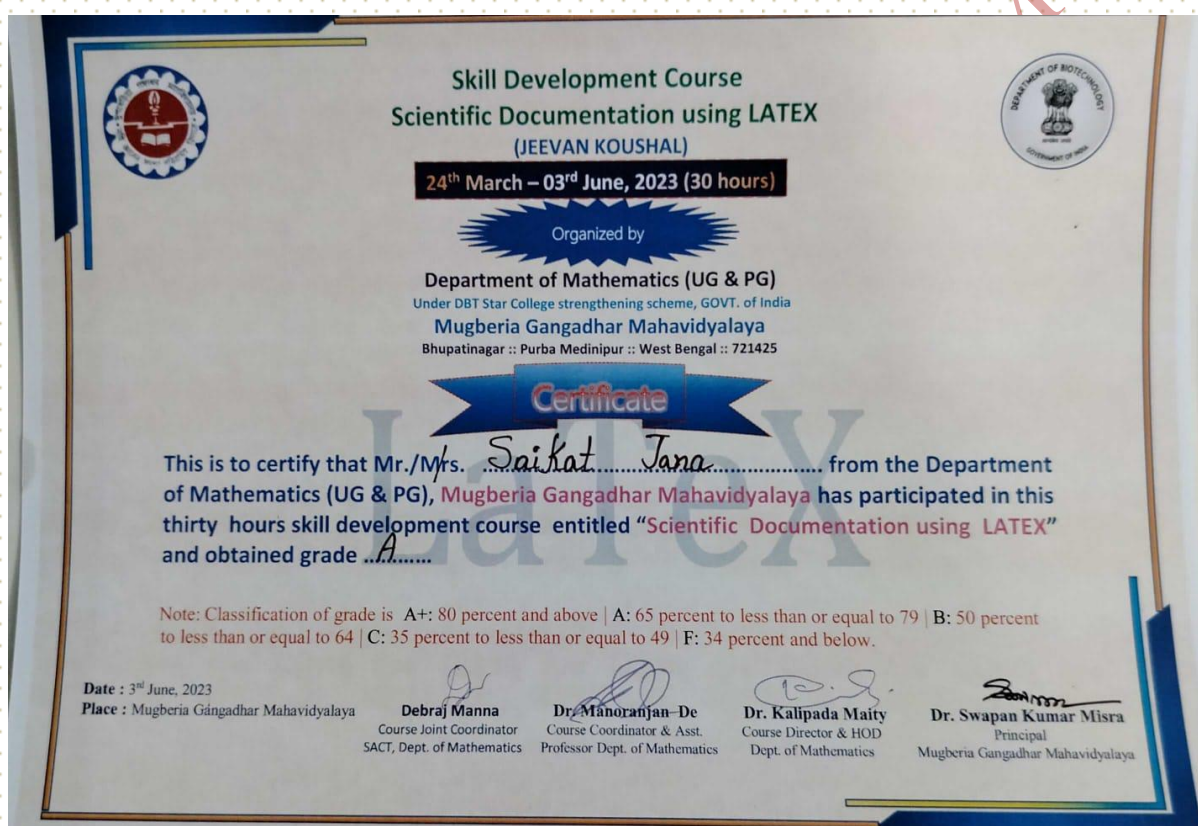 Skill Development Course
Scientific Documentation using LATEX
(JEEVAN KOUSHAL)
24th March – 03rd June, 2023 (30 hours)
Organized by
Department of Mathematics (UG & PG)
Under DBT Star College strengthening scheme, GOVT. of India
Mugberia Gangadhar Mahavidyalaya
Bhupatinagar :: Purba Medinipur :: West Bengal :: 721425
Certificate
LaTeX
This is to certify that Mr./Mrs. Saikat Jana from the Department
of Mathematics (UG & PG), Mugberia Gangadhar Mahavidyalaya has participated in this
thirty hours skill development course entitled “Scientific Documentation using LATEX”
and obtained grade ..A......
Note: Classification of grade is A+: 80 percent and above | A: 65 percent to less than or equal to 79 | B: 50 percent
to less than or equal to 64 | C: 35 percent to less than or equal to 49 | F: 34 percent and below.
Date : 3rd June, 2023
Place : Mugberia Gangadhar Mahavidyalaya
Debraj Manna
Course Joint Coordinator
SACT, Dept. of Mathematics
Dr. Manoranjan De
Course Coordinator & Asst.
Professor Dept. of Mathematics
Dr. Kalipada Maity
Course Director & HOD
Dept. of Mathematics
Dr. Swapan Kumar Misra
Principal
Mugberia Gangadhar Mahavidyalaya
DEPARTMENT OF BIOTECHNOLOGY
GOVERNMENT OF INDIA